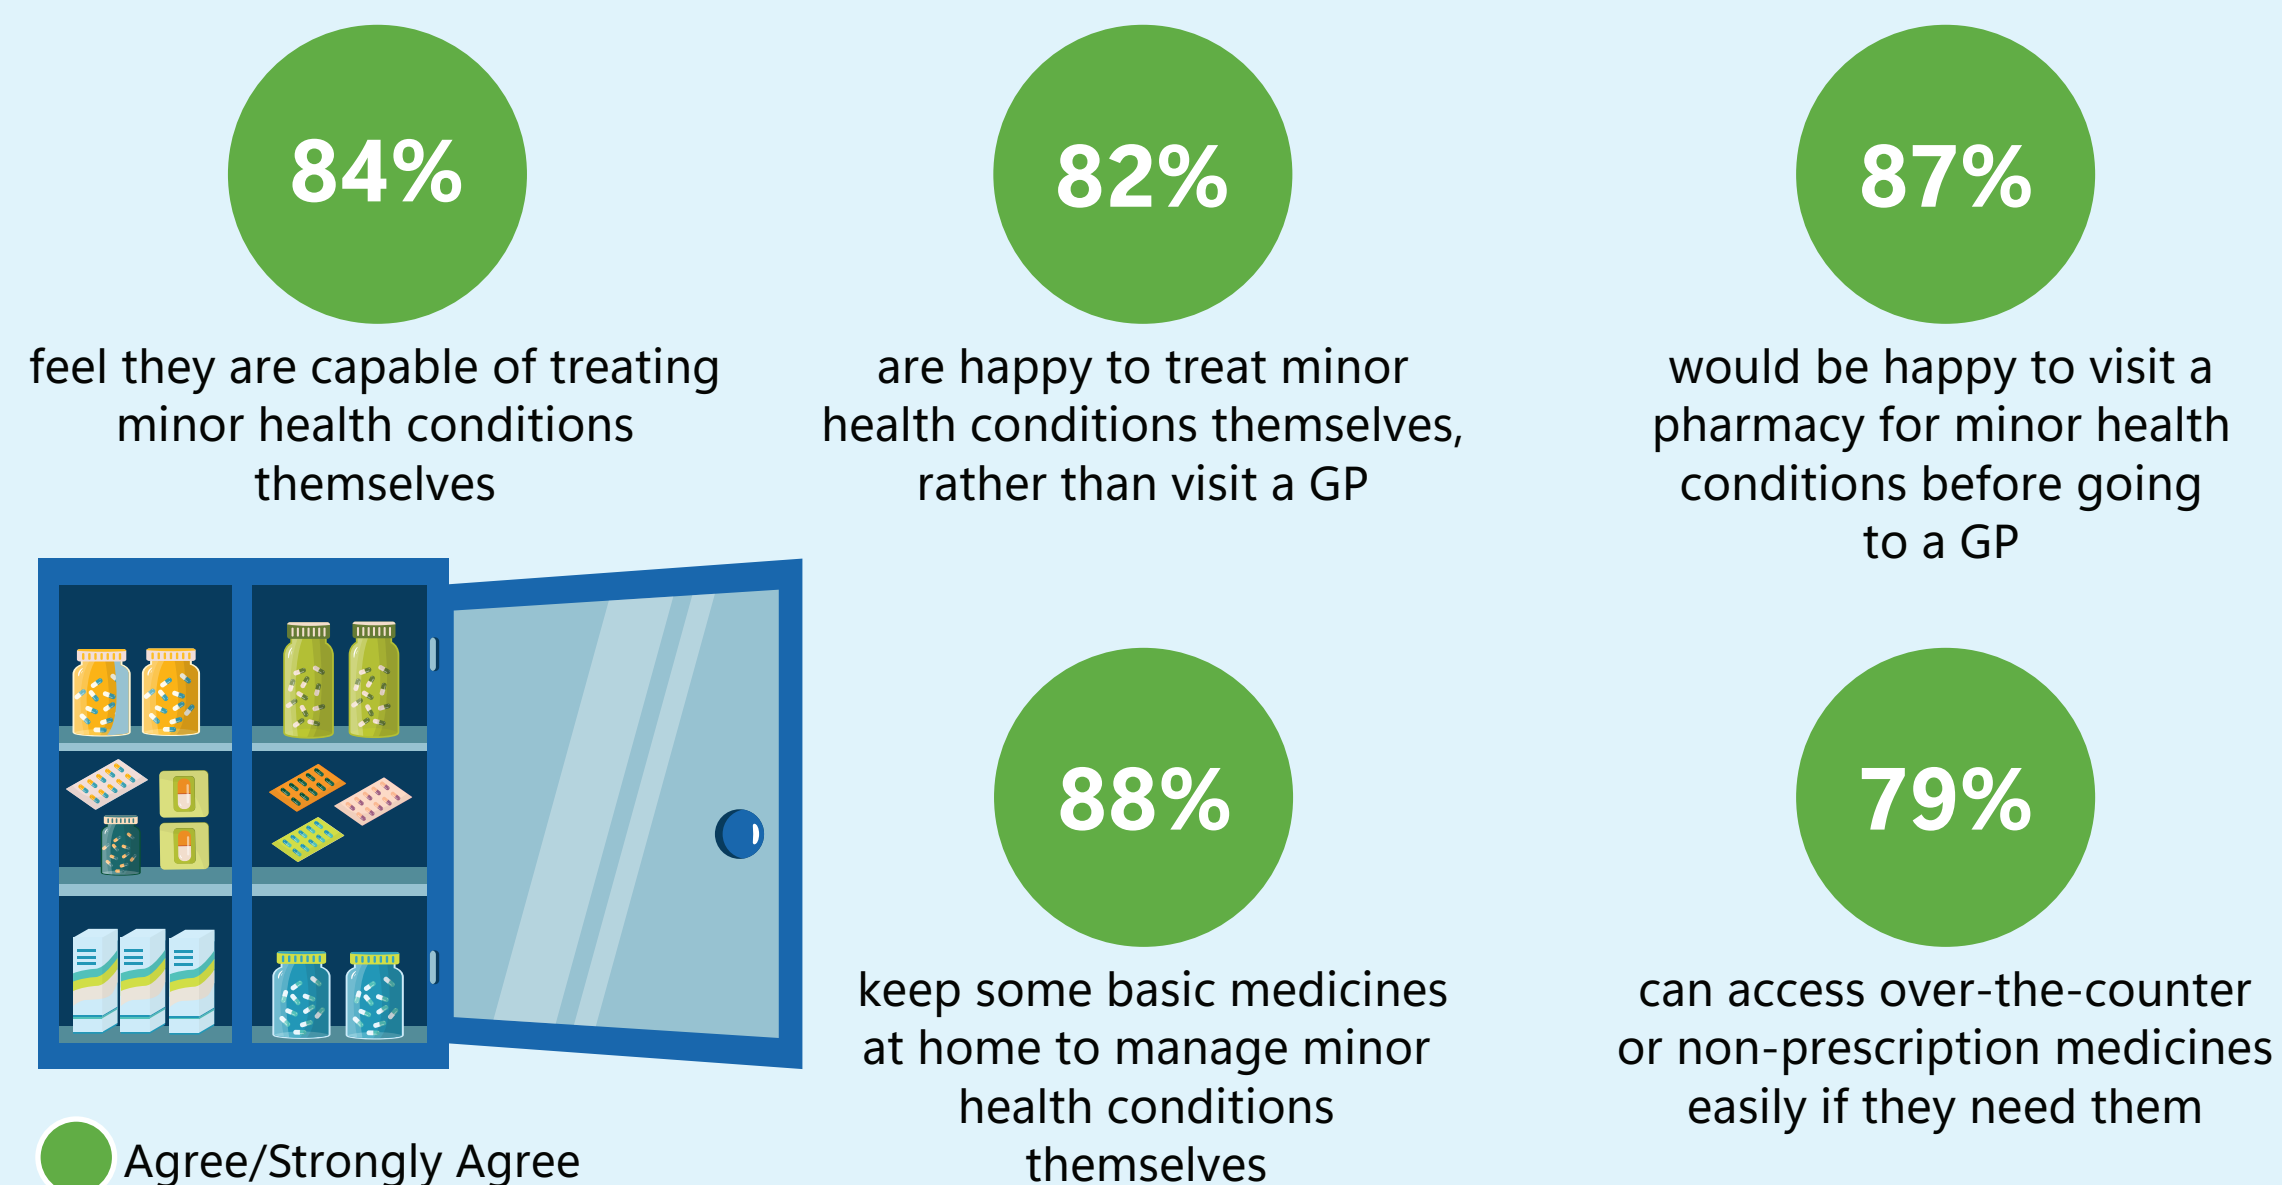 84%
feel they are capable of treating
minor health conditions
themselves
82%
are happy to treat minor
health conditions themselves,
rather than visit a GP
87%
would be happy to visit a
pharmacy for minor health
conditions before going
to a GP
88%
keep some basic medicines
at home to manage minor
health conditions
themselves
79%
can access over-the-counter
or non-prescription medicines
easily if they need them
Agree/Strongly Agree